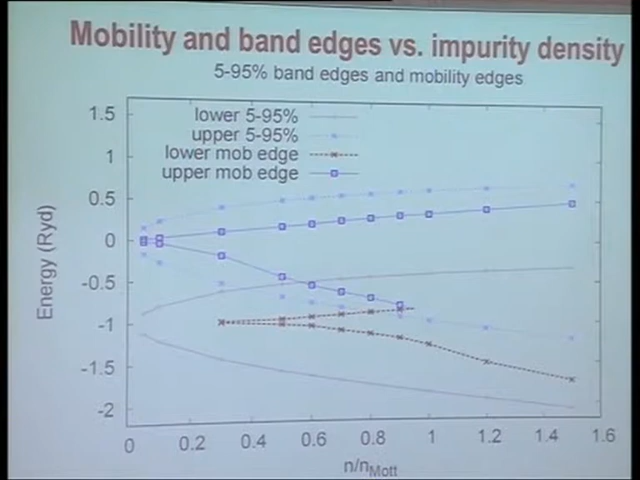 Mobility and band edges vs. impurity density
5-95% band edges and mobility edges
lower 5-95%
upper 5-95%
lower mob edge
upper mob edge
1.5
1
0.5
0
-0.5
-1
-1.5
-2
Energy (Ryd)
0 0.2 0.4 0.6 0.8 1 1.2 1.4 1.6
n/nMott